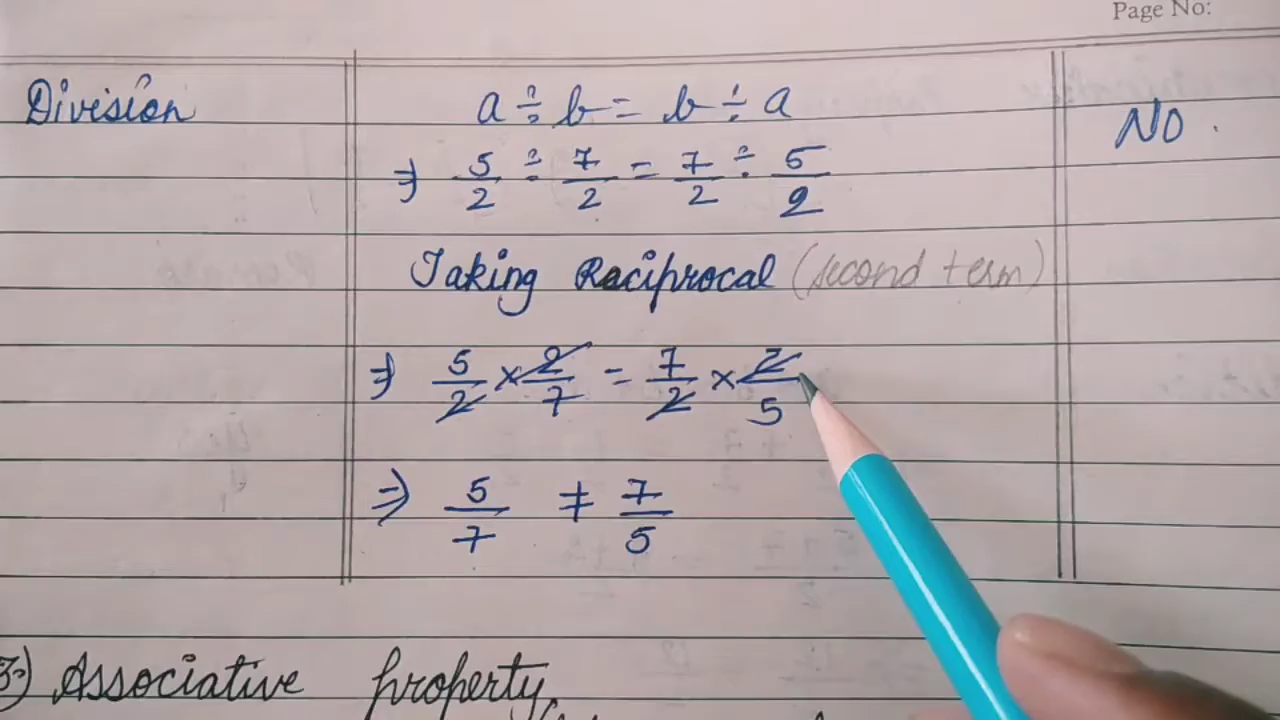 Page No:
Division
a ÷ b = b ÷ a
NO
⇒ 5/2 ÷ 7/2 = 7/2 ÷ 5/2
Taking Reciprocal (second term)
⇒ 5/2 × 2/7 = 7/2 × 2/5
⇒ 5/7 ≠ 7/5
3.) Associative property